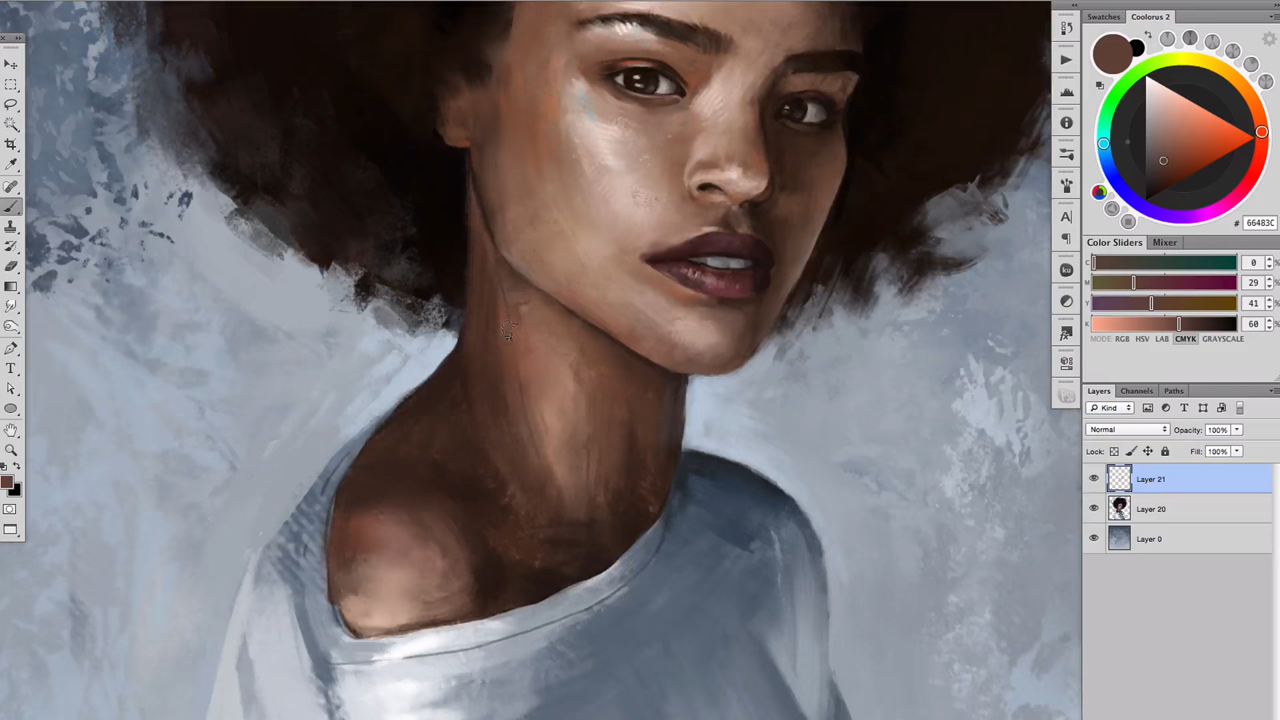 Swatches Coolorus 2
# 66483C
Color Sliders Mixer
C 0 %
M 29
Y 41 %
K 60
MODE: RGB HSV LAB CMYK GRAYSCALE
Layers Channels Paths
Kind
Normal Opacity: 100%
Lock: Fill: 100%
Layer 21
Layer 20
Layer 0